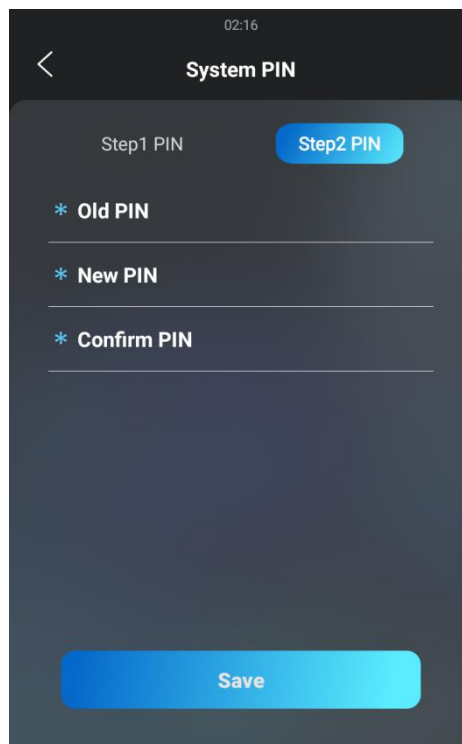 02:16
System PIN
Step1 PIN Step2 PIN
* Old PIN
* New PIN
* Confirm PIN
Save